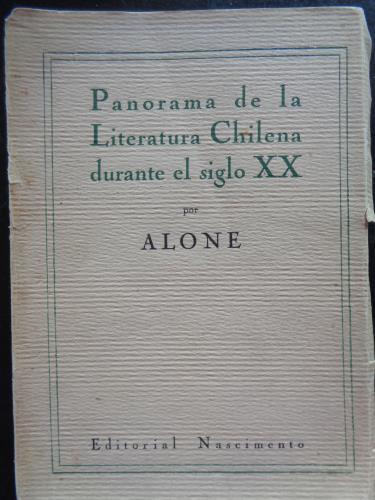 Panorama de la
Literatura Chilena
durante el siglo XX
por
ALONE
Editorial Nascimento